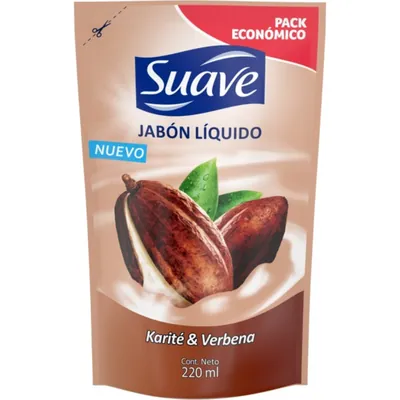 PACK
ECONÓMICO
Suave
JABÓN LÍQUIDO
NUEVO
Karité & Verbena
Cont. Neto
220 ml